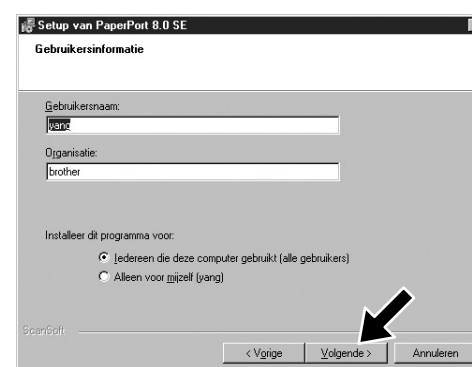 Setup van PaperPort 8.0 SE
Gebruikersinformatie
Gebruikersnaam:
yang
Organisatie:
brother
Installeer dit programma voor:
Iedereen die deze computer gebruikt (alle gebruikers)
Alleen voor mijzelf (yang)
ScanSoft
< Vorige Volgende > Annuleren